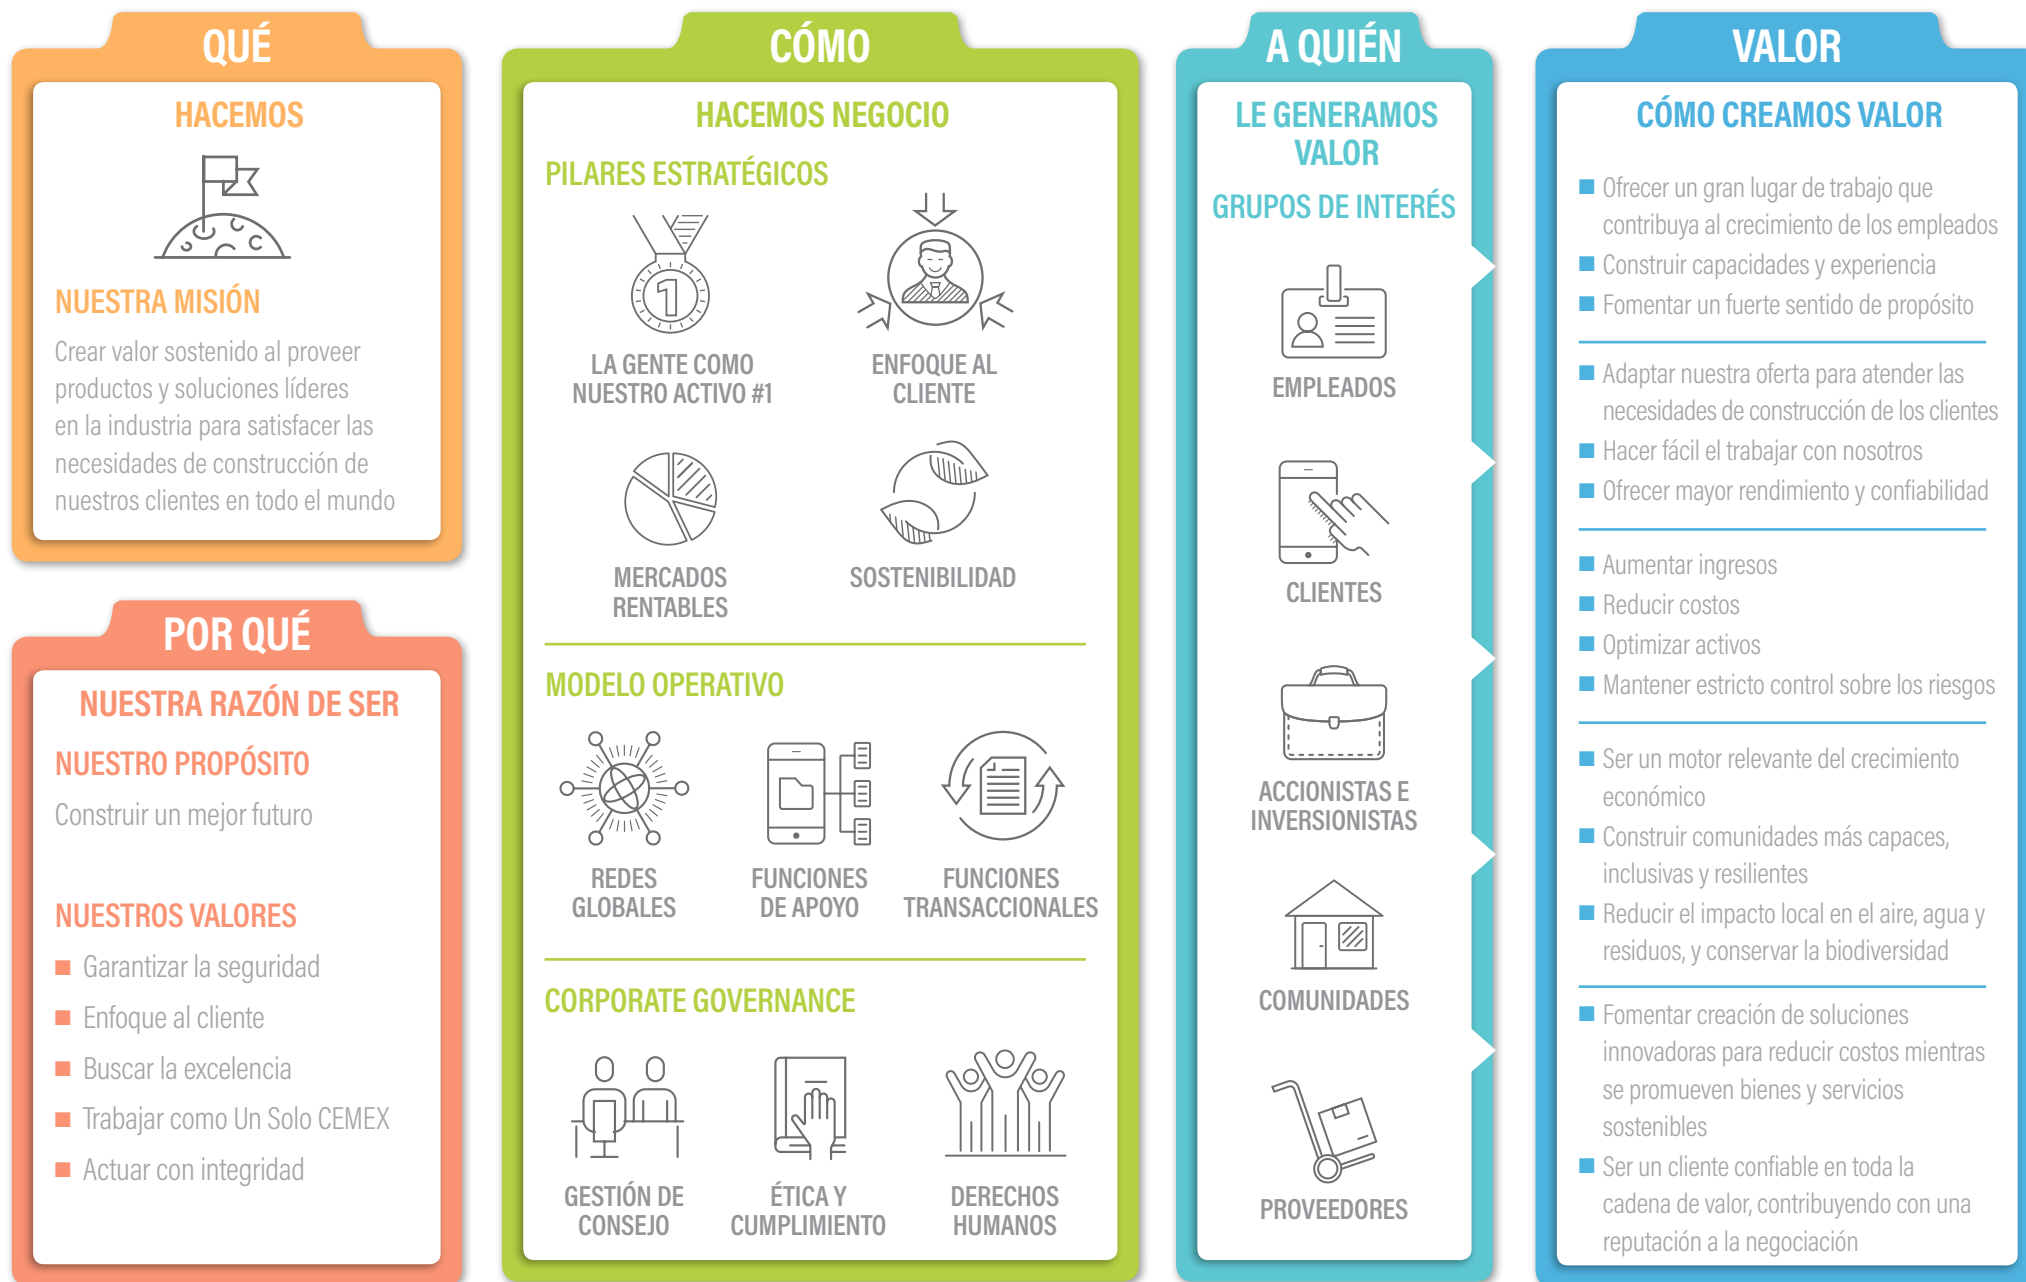 QUÉ
HACEMOS
NUESTRA MISIÓN
Crear valor sostenido al proveer
productos y soluciones líderes
en la industria para satisfacer las
necesidades de construcción de
nuestros clientes en todo el mundo
POR QUÉ
NUESTRA RAZÓN DE SER
NUESTRO PROPÓSITO
Construir un mejor futuro
NUESTROS VALORES
Garantizar la seguridad
Enfoque al cliente
Buscar la excelencia
Trabajar como Un Solo CEMEX
Actuar con integridad
CÓMO
HACEMOS NEGOCIO
PILARES ESTRATÉGICOS
1
LA GENTE COMO
NUESTRO ACTIVO #1
ENFOQUE AL
CLIENTE
MERCADOS
RENTABLES
SOSTENIBILIDAD
MODELO OPERATIVO
REDES
GLOBALES
FUNCIONES
DE APOYO
FUNCIONES
TRANSACCIONALES
CORPORATE GOVERNANCE
GESTIÓN DE
CONSEJO
ÉTICA Y
CUMPLIMIENTO
DERECHOS
HUMANOS
A QUIÉN
LE GENERAMOS
VALOR
GRUPOS DE INTERÉS
EMPLEADOS
CLIENTES
ACCIONISTAS E
INVERSIONISTAS
COMUNIDADES
PROVEEDORES
VALOR
CÓMO CREAMOS VALOR
Ofrecer un gran lugar de trabajo que
contribuya al crecimiento de los empleados
Construir capacidades y experiencia
Fomentar un fuerte sentido de propósito
Adaptar nuestra oferta para atender las
necesidades de construcción de los clientes
Hacer fácil el trabajar con nosotros
Ofrecer mayor rendimiento y confiabilidad
Aumentar ingresos
Reducir costos
Optimizar activos
Mantener estricto control sobre los riesgos
Ser un motor relevante del crecimiento
económico
Construir comunidades más capaces,
inclusivas y resilientes
Reducir el impacto local en el aire, agua y
residuos, y conservar la biodiversidad
Fomentar creación de soluciones
innovadoras para reducir costos mientras
se promueven bienes y servicios
sostenibles
Ser un cliente confiable en toda la
cadena de valor, contribuyendo con una
reputación a la negociación